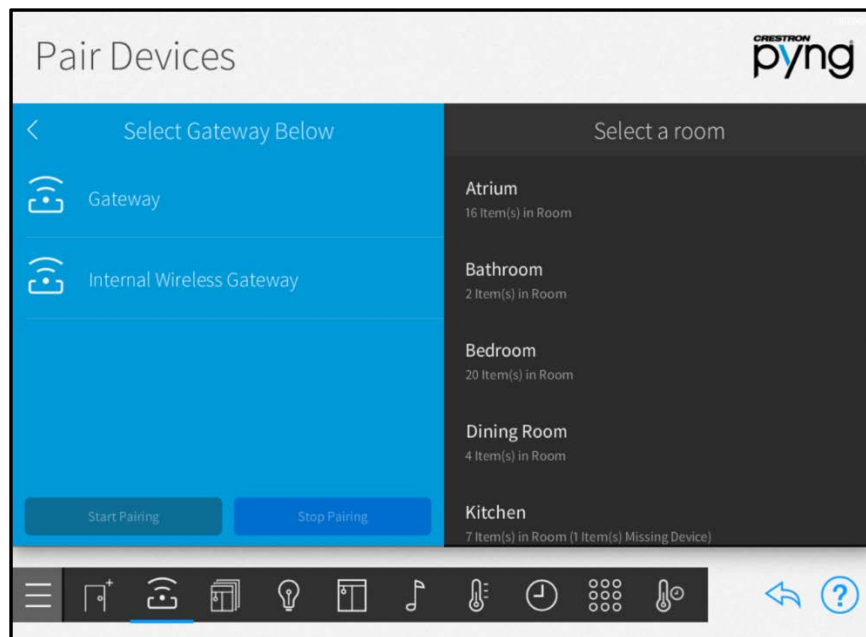 Pair Devices
CRESTRON
pyng
Select Gateway Below
Gateway
Internal Wireless Gateway
Start Pairing
Stop Pairing
Select a room
Atrium
16 Item(s) in Room
Bathroom
2 Item(s) in Room
Bedroom
20 Item(s) in Room
Dining Room
4 Item(s) in Room
Kitchen
7 Item(s) in Room (1 Item(s) Missing Device)
?